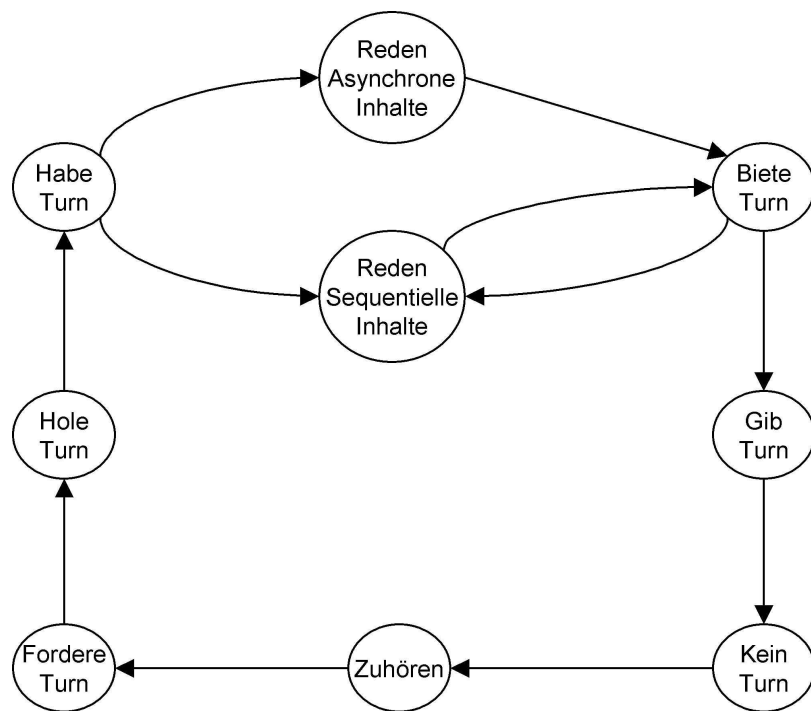 Reden
Asynchrone
Inhalte
Habe
Turn
Biete
Turn
Reden
Sequentielle
Inhalte
Hole
Turn
Gib
Turn
Fordere
Turn
Zuhören
Kein
Turn